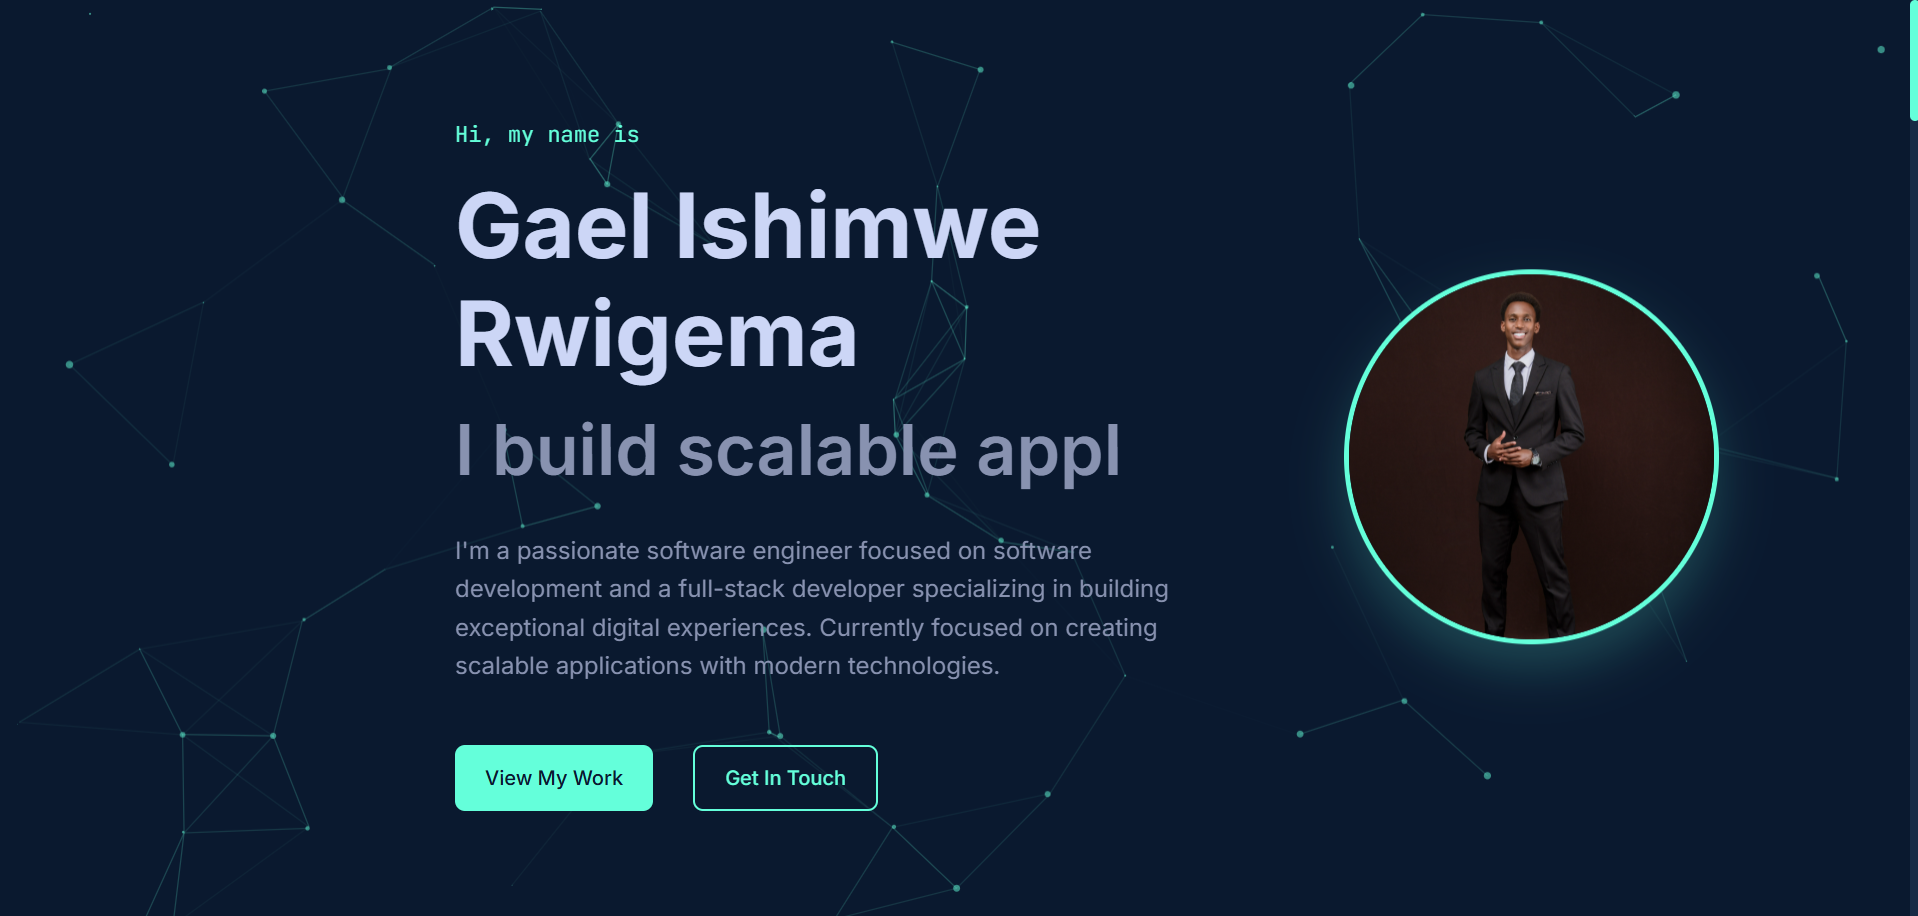 Hi, my name is
Gael Ishimwe
Rwigema
I build scalable appl
I'm a passionate software engineer focused on software
development and a full-stack developer specializing in building
exceptional digital experiences. Currently focused on creating
scalable applications with modern technologies.
View My Work
Get In Touch